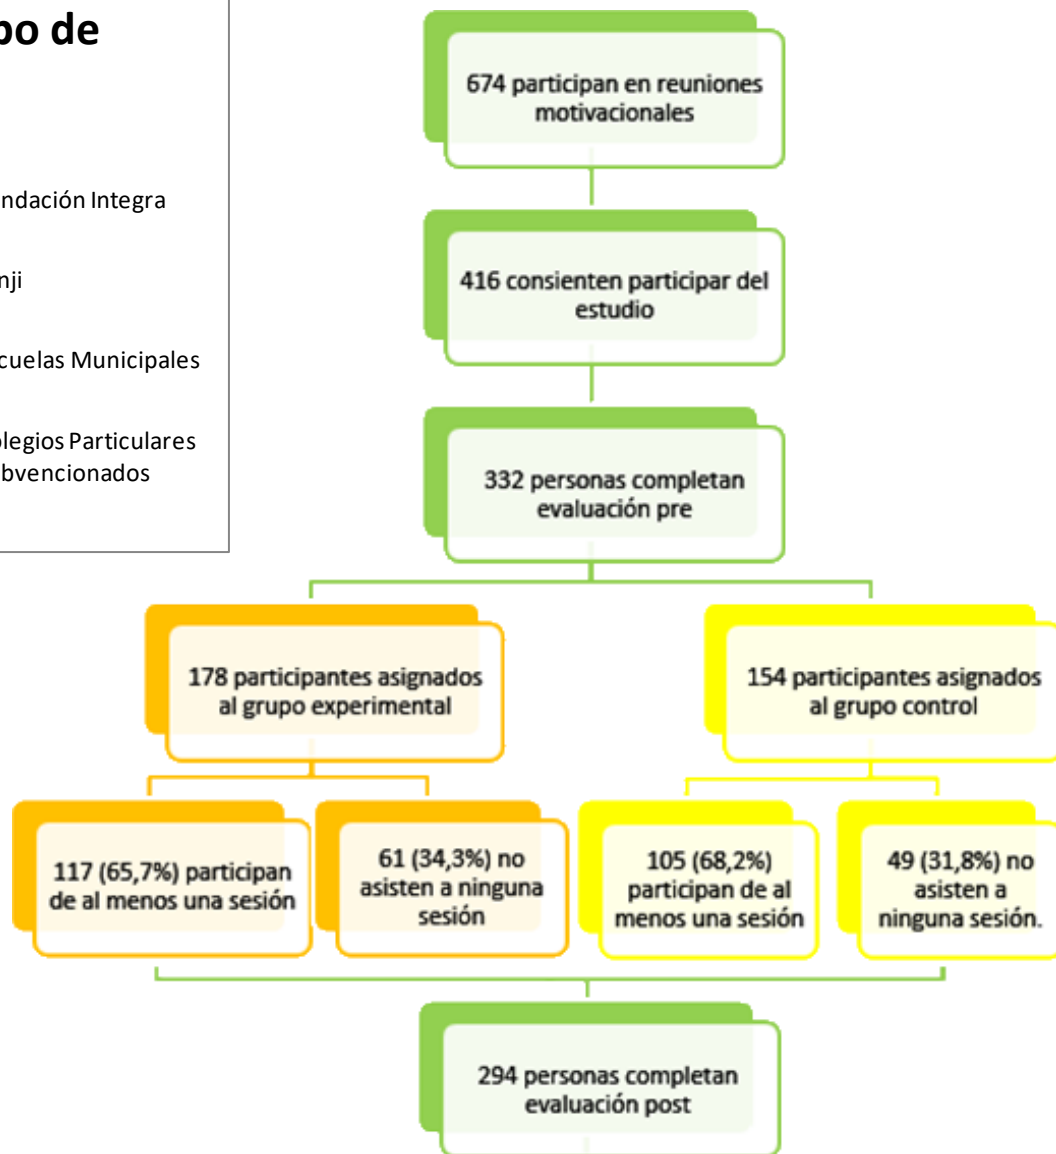 po de
ndación Integra
nji
cuelas Municipales
olegios Particulares
bvencionados
674 participan en reuniones
motivacionales
416 consienten participar del
estudio
332 personas completan
evaluación pre
178 participantes asignados
al grupo experimental
154 participantes asignados
al grupo control
117 (65,7%) participan
de al menos una sesión
61 (34,3%) no
asisten a ninguna
sesión
105 (68,2%)
participan de al
menos una sesión
49 (31,8%) no
asisten a
ninguna sesión.
294 personas completan
evaluación post